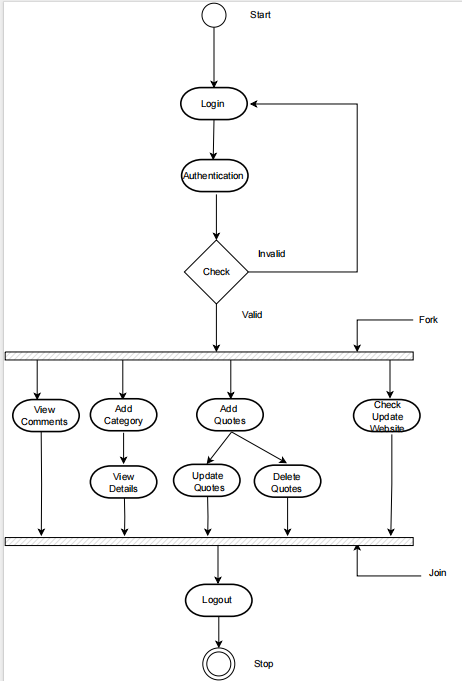 Start
Login
Authentication
Invalid
Check
Valid
Fork
View
Comments
Add
Category
Add
Quotes
Check
Update
Website
View
Details
Update
Quotes
Delete
Quotes
Join
Logout
Stop